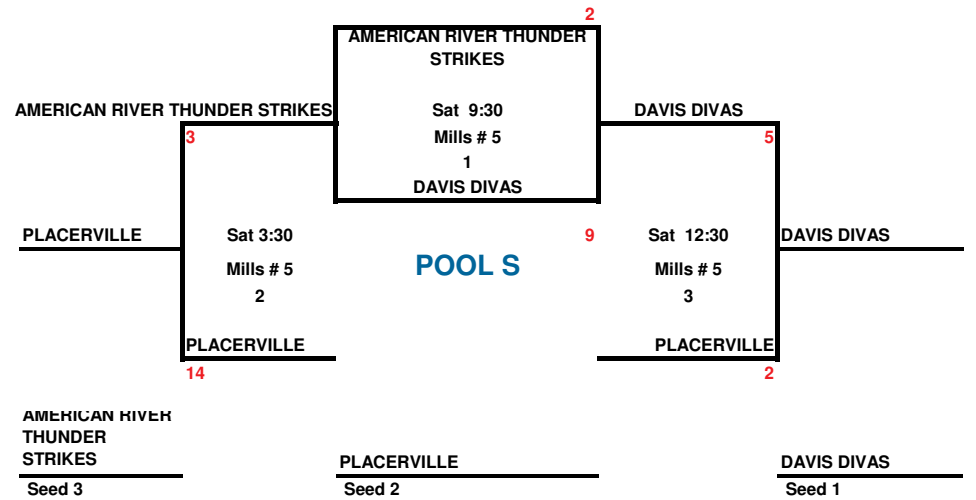 2
AMERICAN RIVER THUNDER
STRIKES
AMERICAN RIVER THUNDER STRIKES
Sat 9:30
DAVIS DIVAS
3
Mills # 5
5
1
DAVIS DIVAS
PLACERVILLE
Sat 3:30
9
Sat 12:30
DAVIS DIVAS
Mills # 5
POOL S
Mills # 5
2
3
PLACERVILLE
PLACERVILLE
14
2
AMERICAN RIVER
THUNDER
STRIKES
PLACERVILLE
DAVIS DIVAS
Seed 3
Seed 2
Seed 1